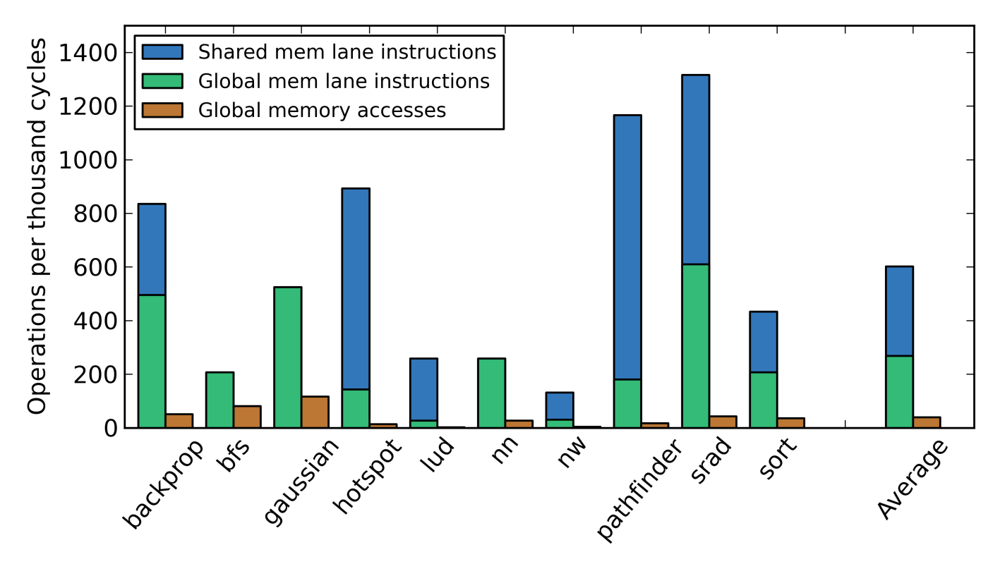 Operations per thousand cycles
1400
1200
1000
800
600
400
200
0
Shared mem lane instructions
Global mem lane instructions
Global memory accesses
backprop
bfs
gaussian
hotspot
lud
nn
nw
pathfinder
srad
sort
Average